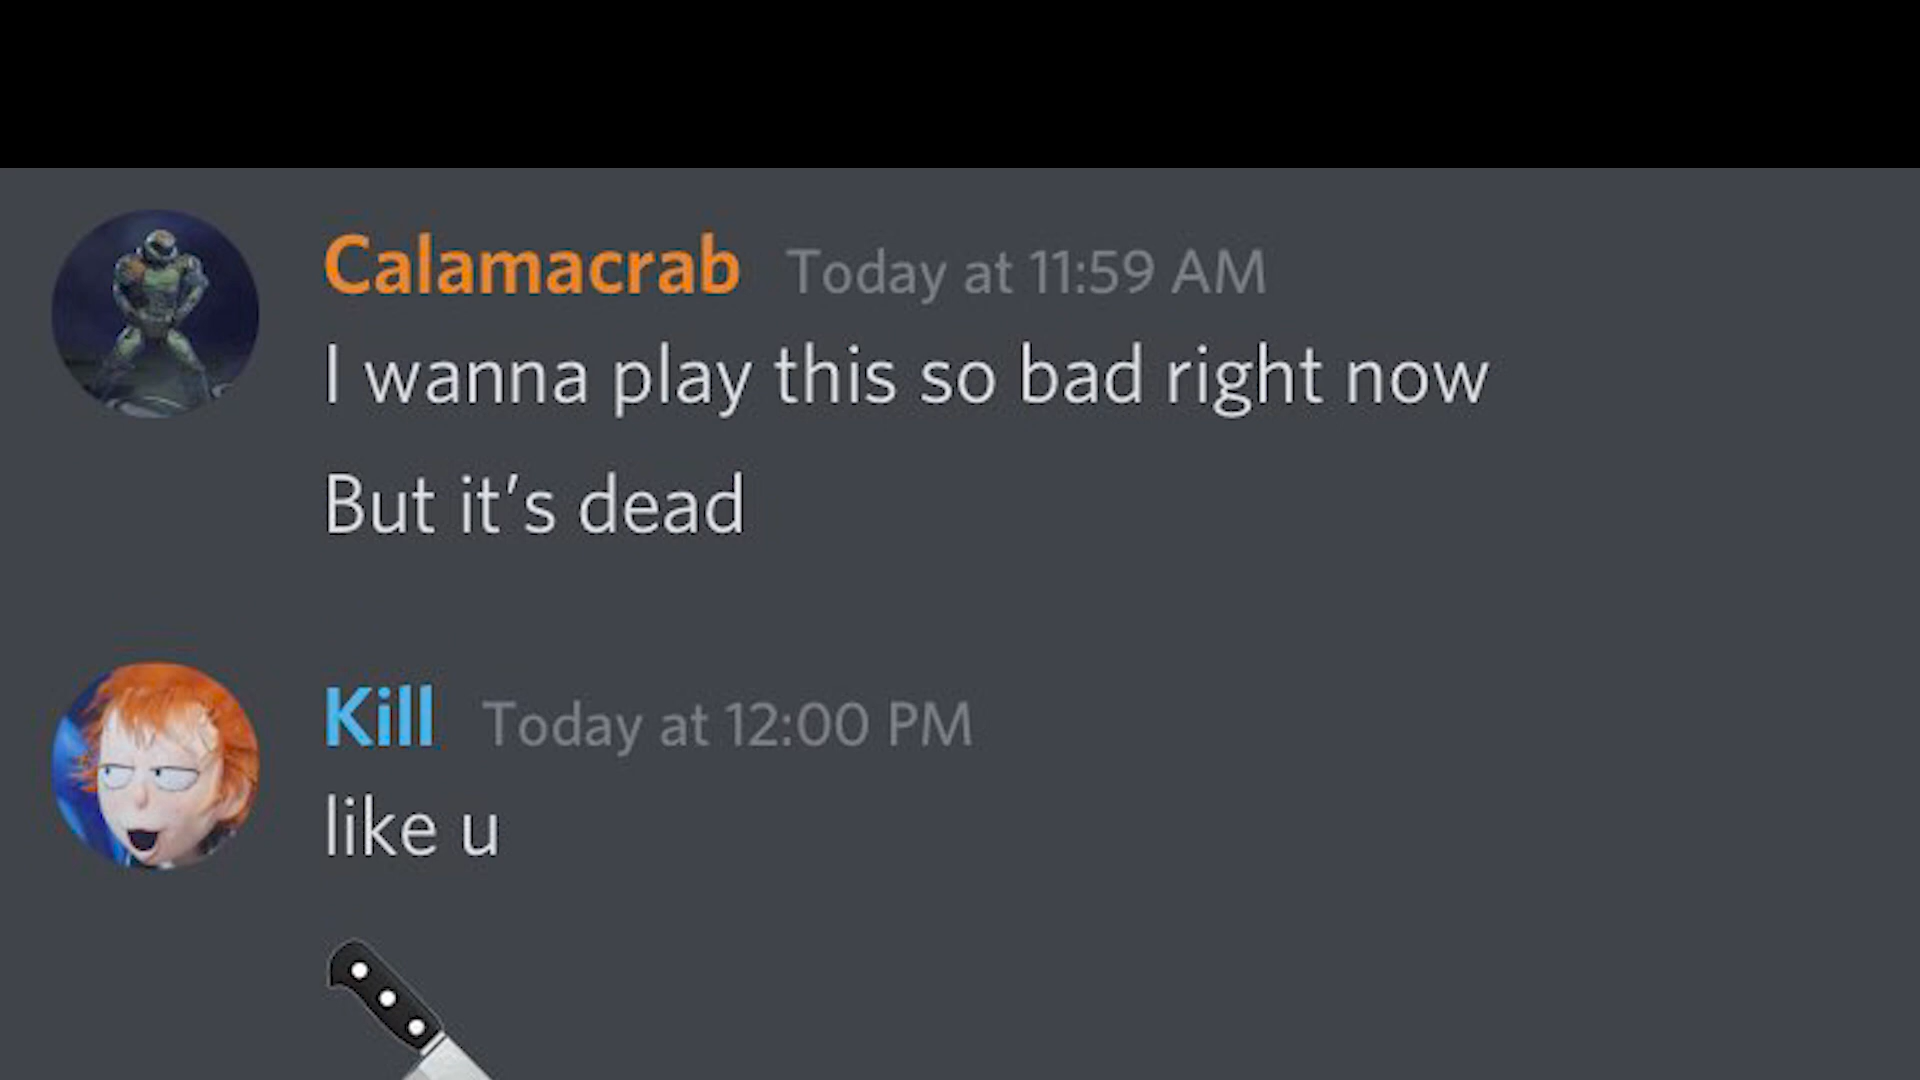 Calamacrab Today at 11:59 AM
I wanna play this so bad right now
But it’s dead
Kill Today at 12:00 PM
like u